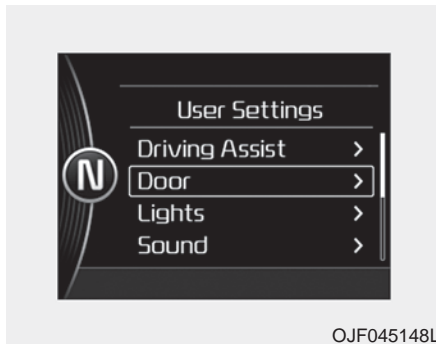 User Settings
Driving Assist >
N
Door >
Lights >
Sound >
OJF045148L